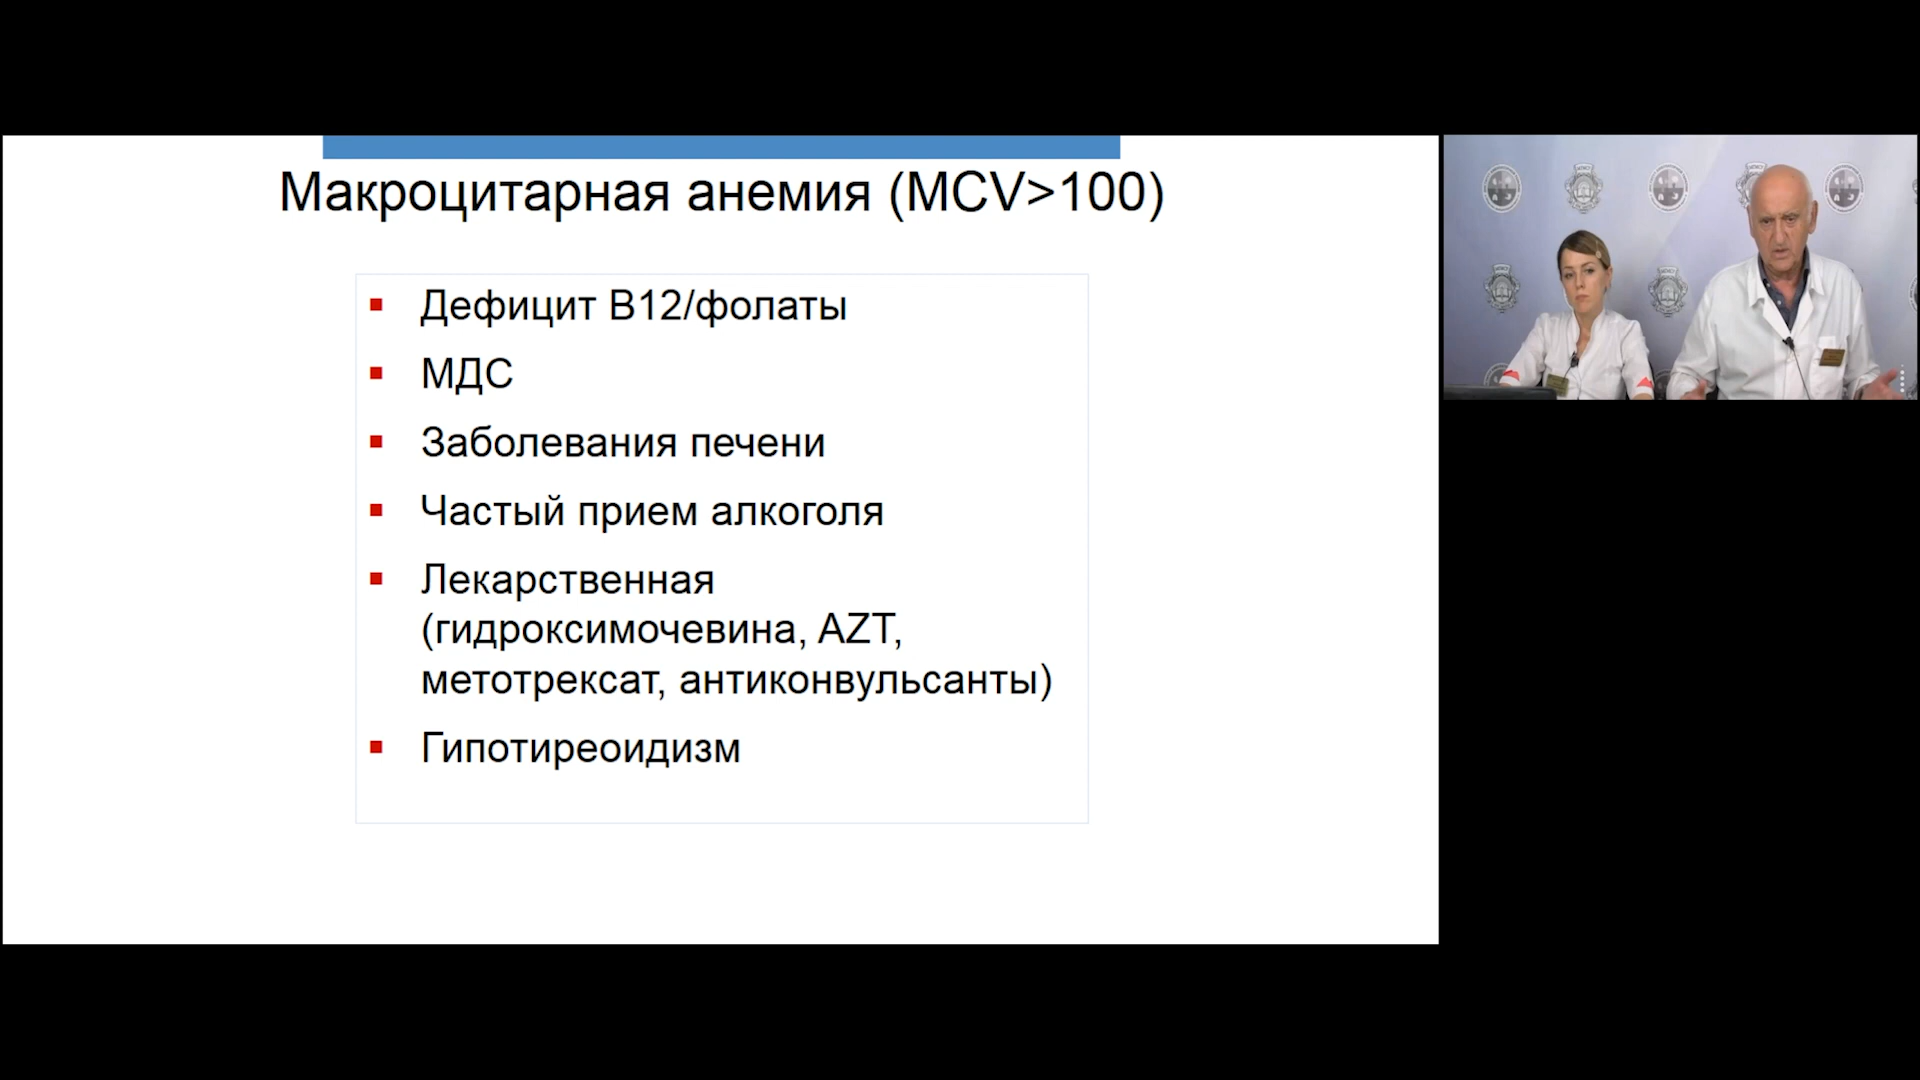 Макроцитарная анемия (MCV>100)
Дефицит В12/фолаты
МДС
Заболевания печени
Частый прием алкоголя
Лекарственная
(гидроксимочевина, AZT,
метотрексат, антиконвульсанты)
Гипотиреоидизм